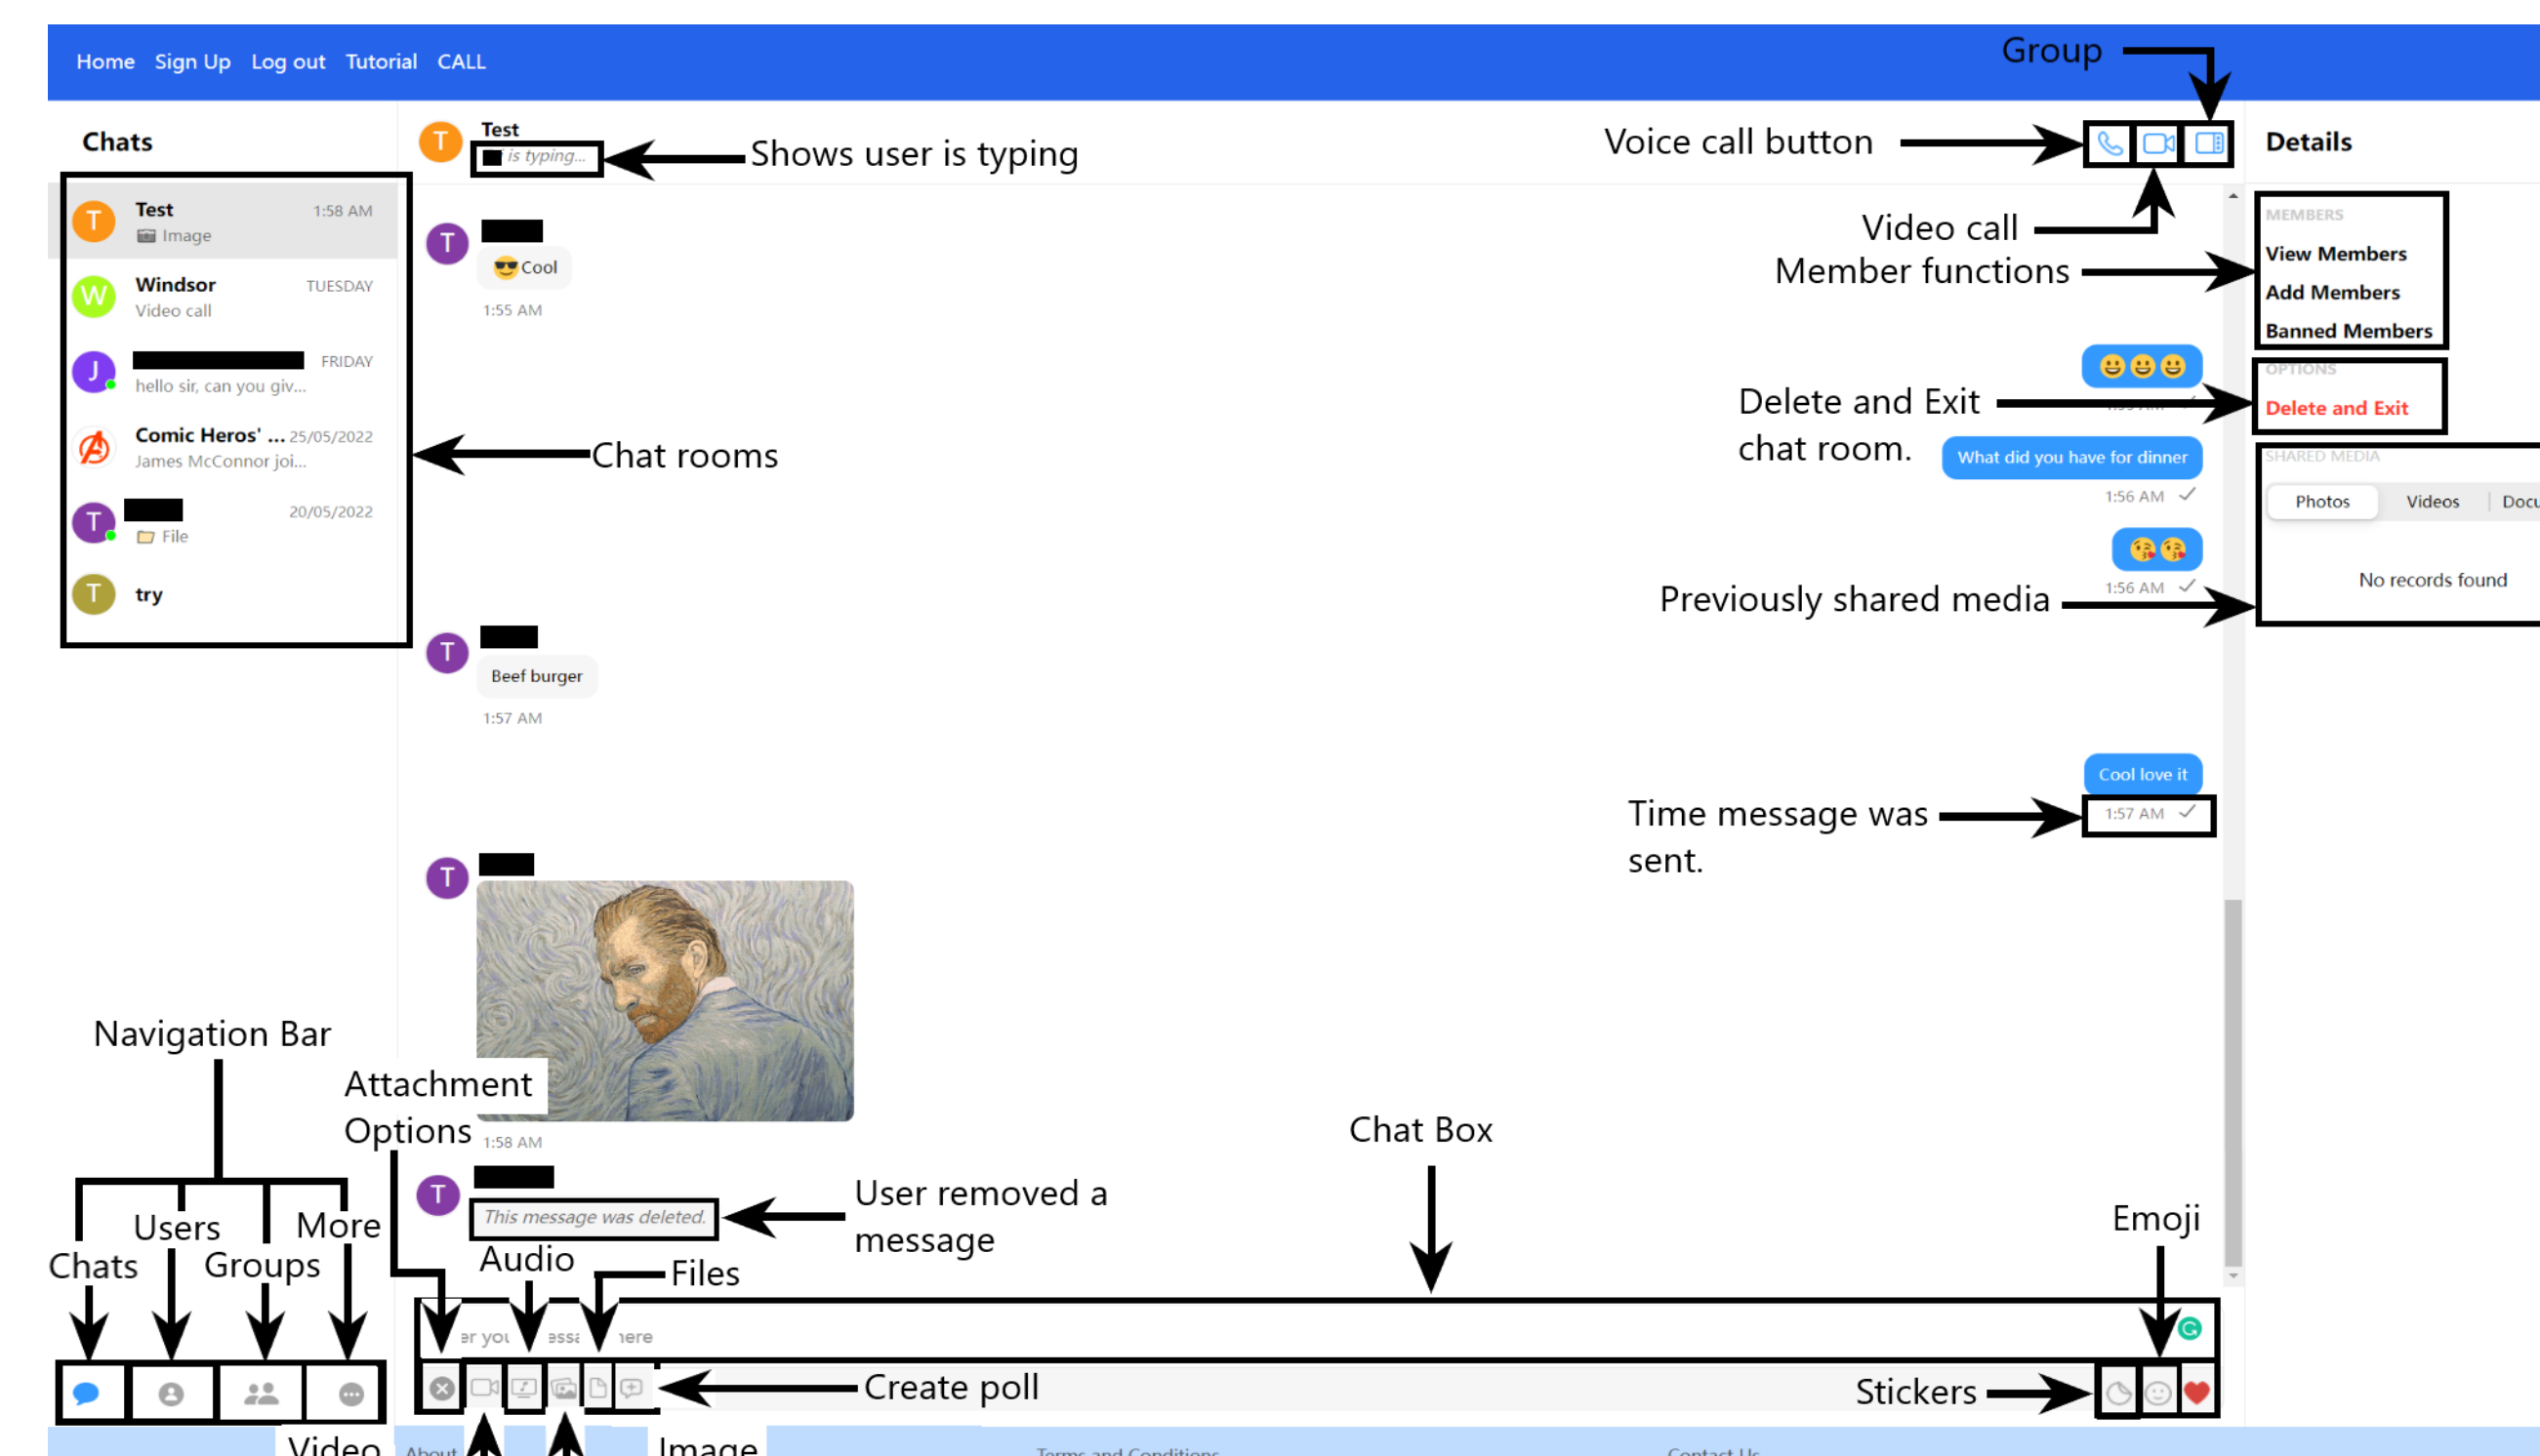 Home Sign Up Log out Tutorial CALL
Group
Chats
T
Test
is typing...
Shows user is typing
Voice call button
Details
T
Test
1:58 AM
Image
W
Windsor
TUESDAY
Video call
J
FRIDAY
hello sir, can you giv...
Comic Heros' ...
25/05/2022
James McConnor joi...
T
20/05/2022
File
T
try
Chat rooms
T
Cool
1:55 AM
Video call
Member functions
MEMBERS
View Members
Add Members
Banned Members
Delete and Exit
chat room.
OPTIONS
Delete and Exit
What did you have for dinner
1:56 AM
1:56 AM
Previously shared media
SHARED MEDIA
Photos
Videos
No records found
T
Beef burger
1:57 AM
Cool love it
1:57 AM
Time message was
sent.
T
1:58 AM
Navigation Bar
Attachment
Options
Chat Box
T
This message was deleted.
User removed a
message
Emoji
Users
More
Chats
Groups
Audio
Files
here
Create poll
Stickers
Video
Image
About
Terms and Conditions
Contact Us